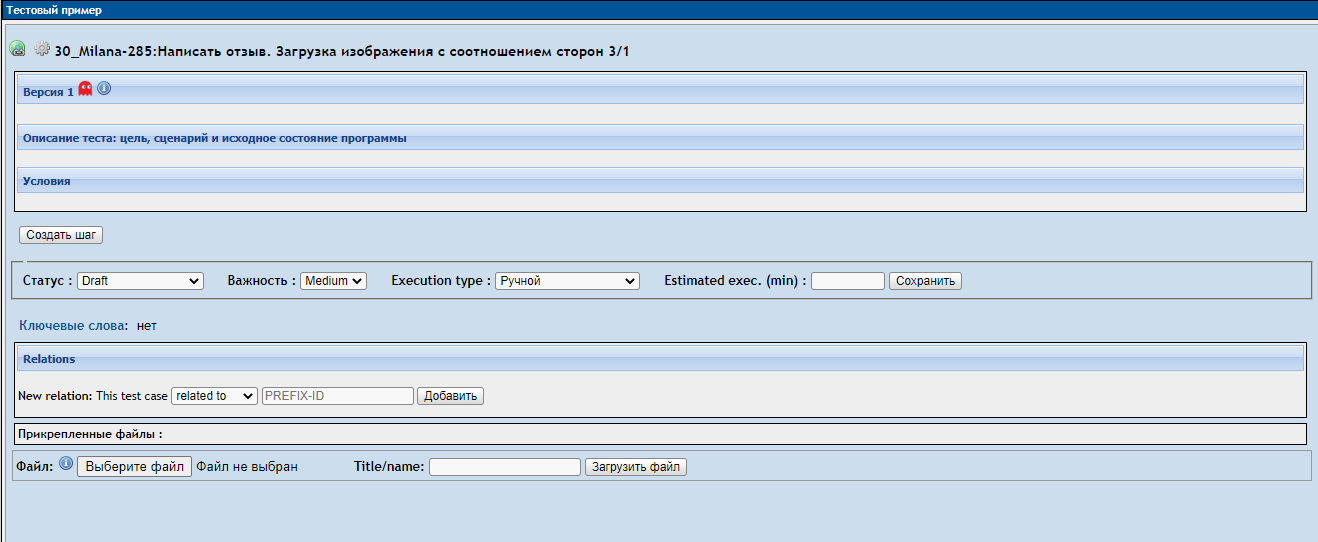 Тестовый пример
30_Milana-285:Написать отзыв. Загрузка изображения с соотношением сторон 3/1
Версия 1
Описание теста: цель, сценарий и исходное состояние программы
Условия
Создать шаг
Статус : Draft Важность : Medium Execution type : Ручной Estimated exec. (min) : Сохранить
Ключевые слова: нет
Relations
New relation: This test case related to PREFIX-ID Добавить
Прикрепленные файлы :
Файл: Выберите файл Файл не выбран Title/name: Загрузить файл